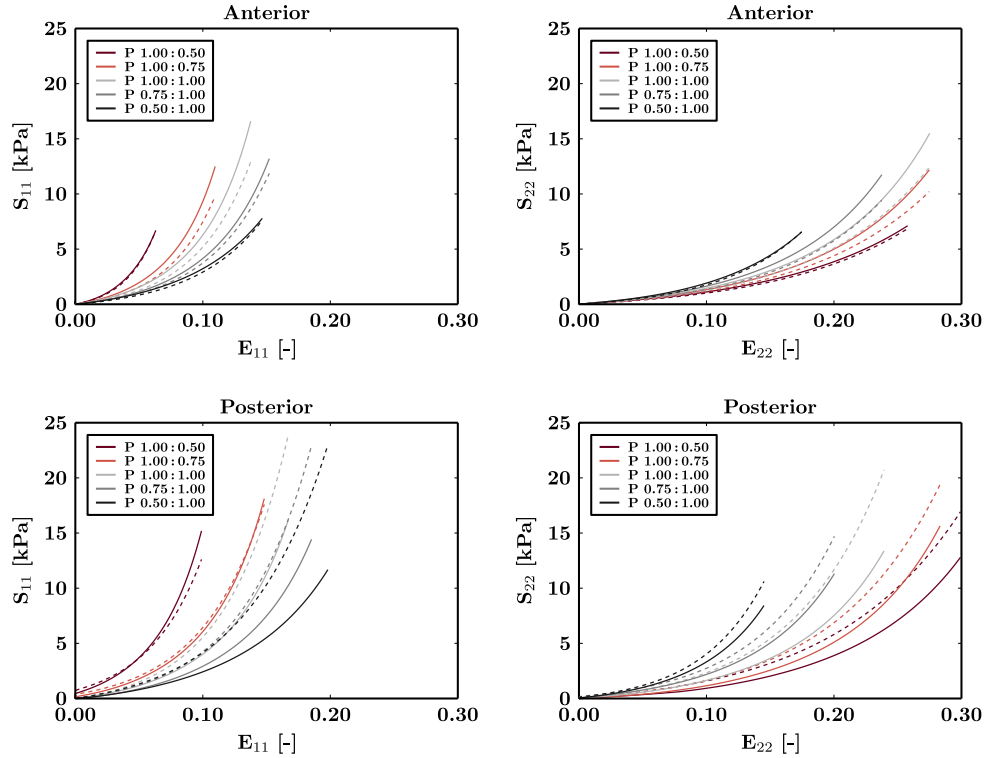 Anterior
25
20
15
10
5
0
S11 [kPa]
P 1.00:0.50
P 1.00:0.75
P 1.00:1.00
P 0.75:1.00
P 0.50:1.00
0.00 0.10 0.20 0.30
E11 [-]
Anterior
25
20
15
10
5
0
S22 [kPa]
P 1.00:0.50
P 1.00:0.75
P 1.00:1.00
P 0.75:1.00
P 0.50:1.00
0.00 0.10 0.20 0.30
E22 [-]
Posterior
25
20
15
10
5
0
S11 [kPa]
P 1.00:0.50
P 1.00:0.75
P 1.00:1.00
P 0.75:1.00
P 0.50:1.00
0.00 0.10 0.20 0.30
E11 [-]
Posterior
25
20
15
10
5
0
S22 [kPa]
P 1.00:0.50
P 1.00:0.75
P 1.00:1.00
P 0.75:1.00
P 0.50:1.00
0.00 0.10 0.20 0.30
E22 [-]